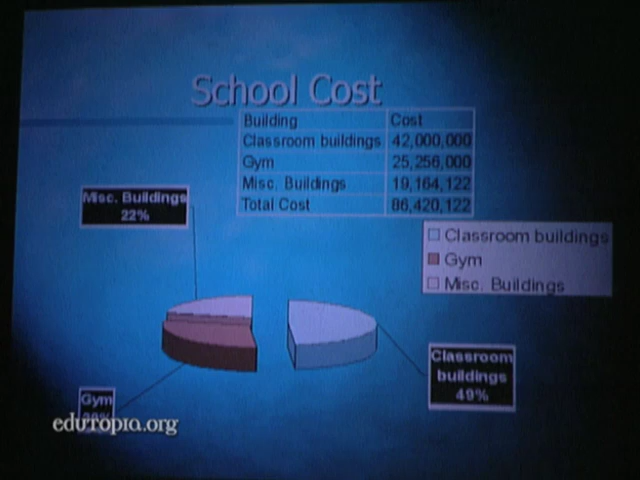 School Cost
Building Cost
Classroom buildings 42,000,000
Gym 25,256,000
Misc. Buildings 19,164,122
Total Cost 86,420,122
Misc. Buildings
22%
Classroom buildings
Gym
Misc. Buildings
Classroom
buildings
49%
Gym
edutopia.org